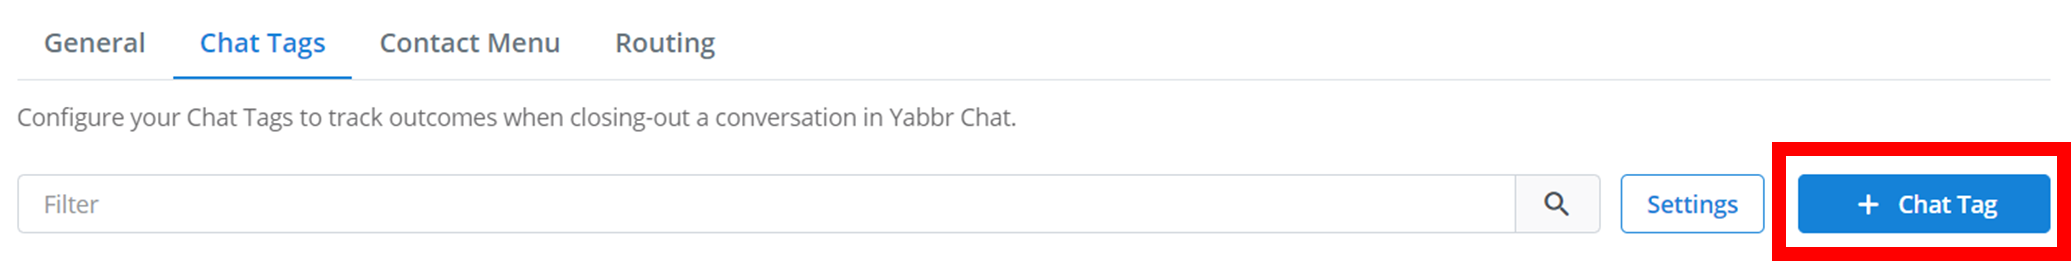 General Chat Tags Contact Menu Routing
Configure your Chat Tags to track outcomes when closing-out a conversation in Yabbr Chat.
Filter Settings + Chat Tag